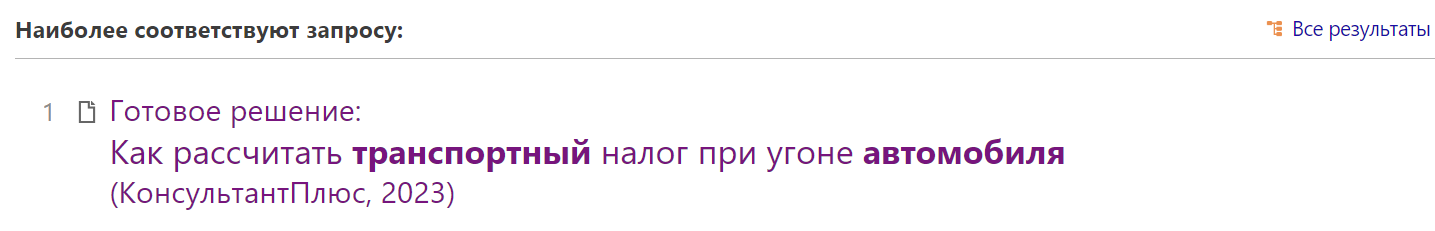 Наиболее соответствуют запросу:
Все результаты
1 Готовое решение:
Как рассчитать транспортный налог при угоне автомобиля
(КонсультантПлюс, 2023)